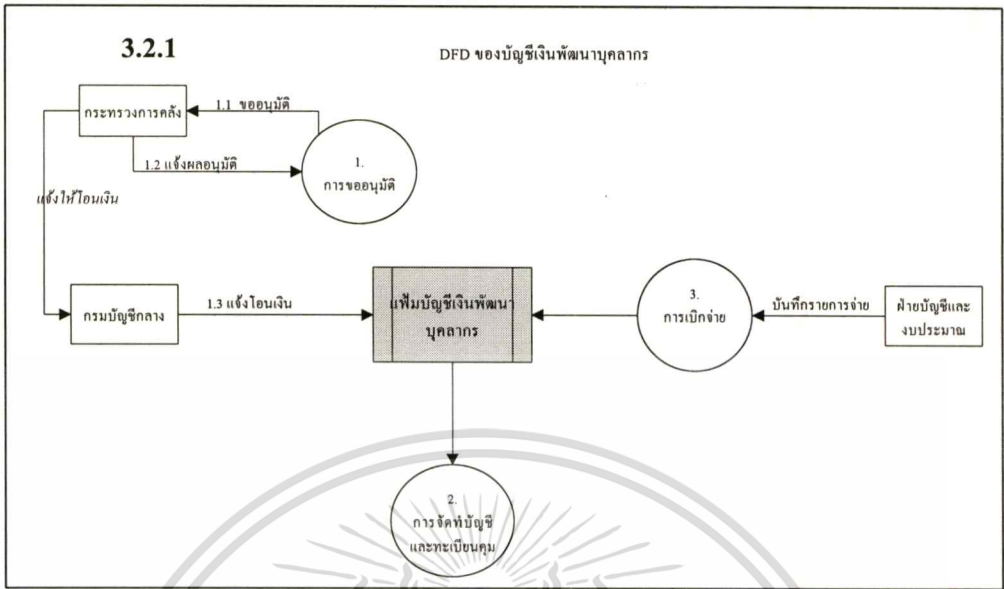 3.2.1
DFD ของบัญชีเงินพัฒนาบุคลากร
กระทรวงการคลัง
1.1 ขออนุมัติ
1.2 แจ้งผลอนุมัติ
1.
การขออนุมัติ
แจ้งให้โอนเงิน
กรมบัญชีกลาง
1.3 แจ้งโอนเงิน
แฟ้มบัญชีเงินพัฒนา
บุคลากร
3.
การเบิกจ่าย
บันทึกรายการจ่าย
ฝ่ายบัญชีและ
งบประมาณ
2.
การจัดทำบัญชี
และทะเบียนคุม